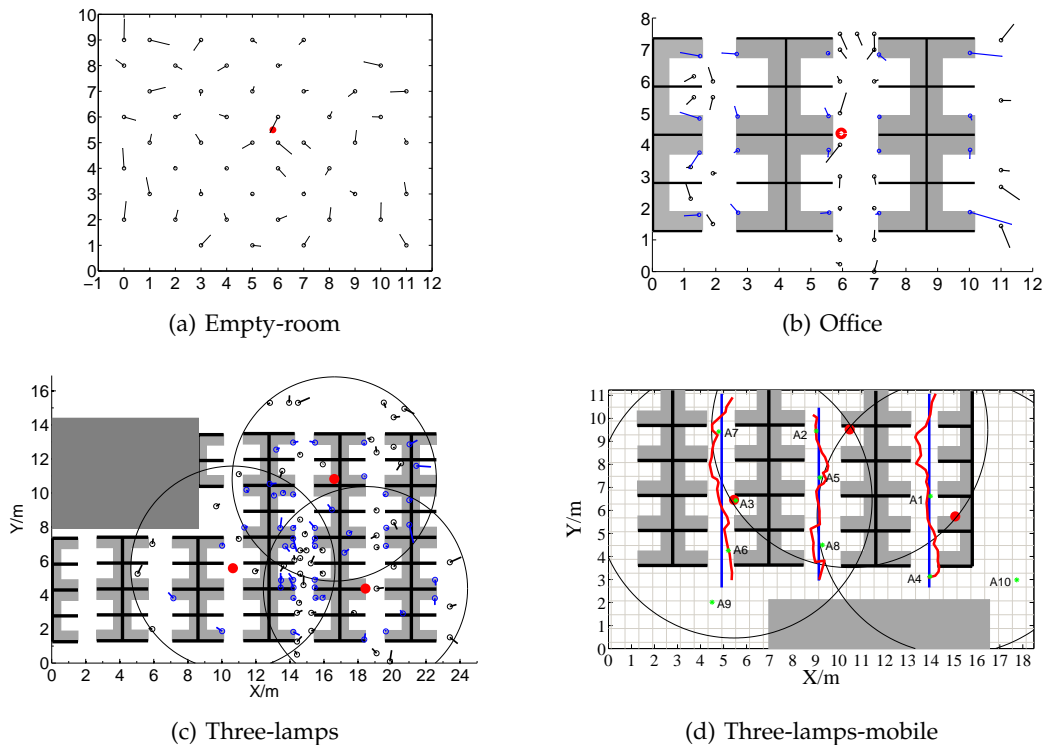 10
9
8
7
6
5
4
3
2
1
0
−1 0 1 2 3 4 5 6 7 8 9 10 11 12
(a) Empty-room
8
7
6
5
4
3
2
1
0
0 1 2 3 4 5 6 7 8 9 10 11 12
(b) Office
Y/m
16
14
12
10
8
6
4
2
0
0 2 4 6 8 10 12 14 16 18 20 22 24
X/m
(c) Three-lamps
Y/m
11
10
9
8
7
6
5
4
3
2
1
0
A7
A2
A5
A3
A1
A8
A6
A4
A10
A9
0 1 2 3 4 5 6 7 8 9 10 11 12 13 14 15 16 17 18
X/m
(d) Three-lamps-mobile